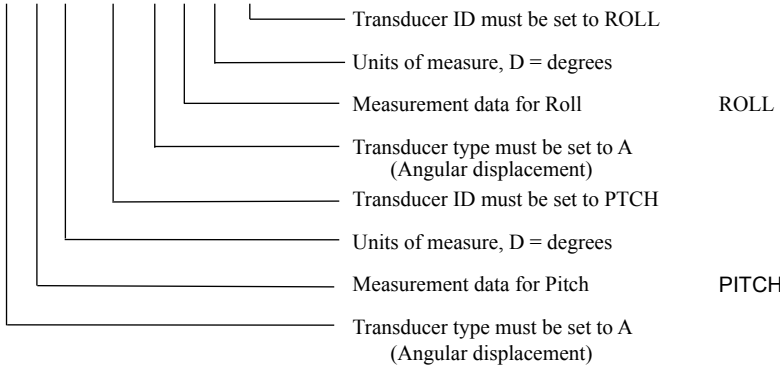 Transducer ID must be set to ROLL
Units of measure, D = degrees
Measurement data for Roll ROLL
Transducer type must be set to A
(Angular displacement)
Transducer ID must be set to PTCH
Units of measure, D = degrees
Measurement data for Pitch PITCH
Transducer type must be set to A
(Angular displacement)